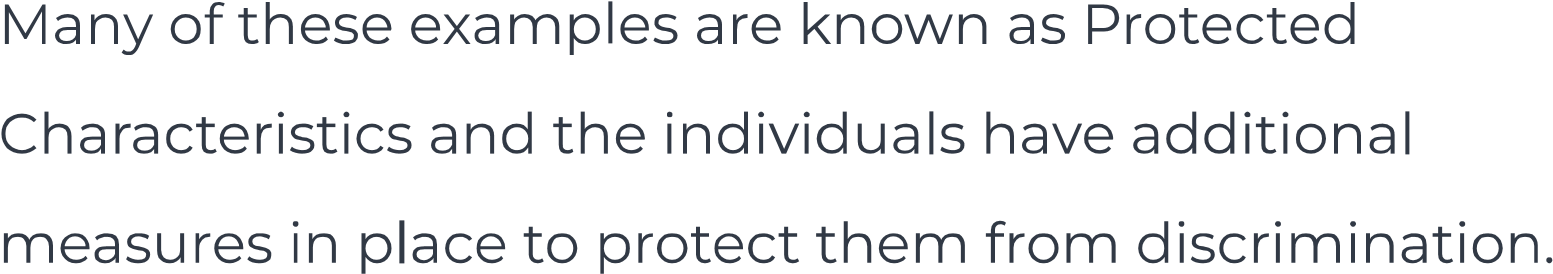 Many of these examples are known as Protected
Characteristics and the individuals have additional
measures in place to protect them from discrimination.